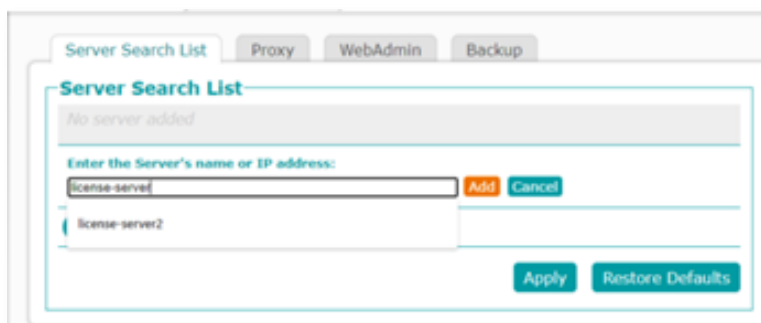 Server Search List Proxy WebAdmin Backup
Server Search List
No server added
Enter the Server's name or IP address:
license-server Add Cancel
license-server2
Apply Restore Defaults